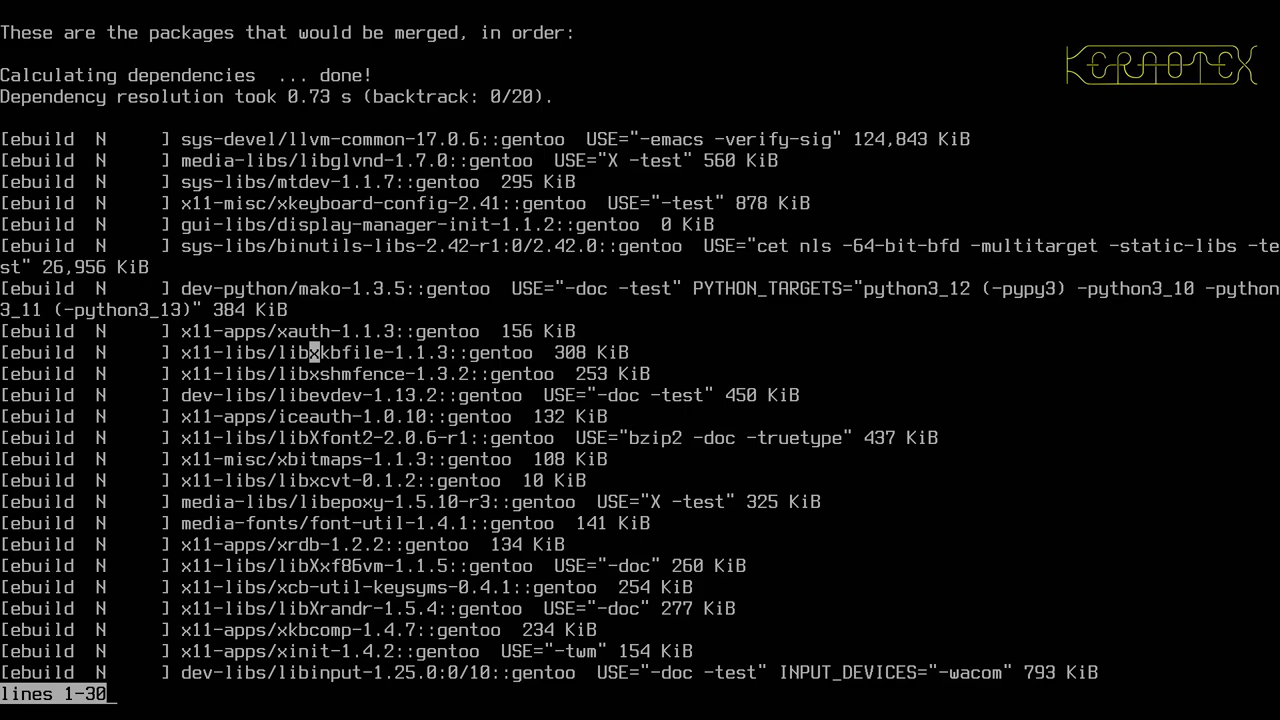 These are the packages that would be merged, in order:
KERNOTEX
Calculating dependencies  ... done!
Dependency resolution took 0.73 s (backtrack: 0/20).
[ebuild  N     ] sys-devel/llvm-common-17.0.6::gentoo  USE="-emacs -verify-sig" 124,843 KiB
[ebuild  N     ] media-libs/libglvnd-1.7.0::gentoo  USE="X -test" 560 KiB
[ebuild  N     ] sys-libs/mtdev-1.1.7::gentoo  295 KiB
[ebuild  N     ] x11-misc/xkeyboard-config-2.41::gentoo  USE="-test" 878 KiB
[ebuild  N     ] gui-libs/display-manager-init-1.1.2::gentoo  0 KiB
[ebuild  N     ] sys-libs/binutils-libs-2.42-r1:0/2.42.0::gentoo  USE="cet nls -64-bit-bfd -multitarget -static-libs -te
st" 26,956 KiB
[ebuild  N     ] dev-python/mako-1.3.5::gentoo  USE="-doc -test" PYTHON_TARGETS="python3_12 (-pypy3) -python3_10 -python
3_11 (-python3_13)" 384 KiB
[ebuild  N     ] x11-apps/xauth-1.1.3::gentoo  156 KiB
[ebuild  N     ] x11-libs/libxkbfile-1.1.3::gentoo  308 KiB
[ebuild  N     ] x11-libs/libxshmfence-1.3.2::gentoo  253 KiB
[ebuild  N     ] dev-libs/libevdev-1.13.2::gentoo  USE="-doc -test" 450 KiB
[ebuild  N     ] x11-apps/iceauth-1.0.10::gentoo  132 KiB
[ebuild  N     ] x11-libs/libXfont2-2.0.6-r1::gentoo  USE="bzip2 -doc -truetype" 437 KiB
[ebuild  N     ] x11-misc/xbitmaps-1.1.3::gentoo  108 KiB
[ebuild  N     ] x11-libs/libxcvt-0.1.2::gentoo  10 KiB
[ebuild  N     ] media-libs/libepoxy-1.5.10-r3::gentoo  USE="X -test" 325 KiB
[ebuild  N     ] media-fonts/font-util-1.4.1::gentoo  141 KiB
[ebuild  N     ] x11-apps/xrdb-1.2.2::gentoo  134 KiB
[ebuild  N     ] x11-libs/libXxf86vm-1.1.5::gentoo  USE="-doc" 260 KiB
[ebuild  N     ] x11-libs/xcb-util-keysyms-0.4.1::gentoo  254 KiB
[ebuild  N     ] x11-libs/libXrandr-1.5.4::gentoo  USE="-doc" 277 KiB
[ebuild  N     ] x11-apps/xkbcomp-1.4.7::gentoo  234 KiB
[ebuild  N     ] x11-apps/xinit-1.4.2::gentoo  USE="-twm" 154 KiB
[ebuild  N     ] dev-libs/libinput-1.25.0:0/10::gentoo  USE="-doc -test" INPUT_DEVICES="-wacom" 793 KiB
lines 1-30